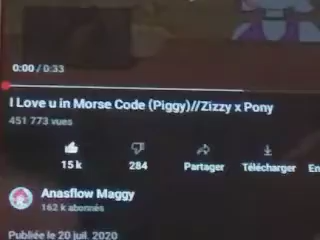 0:00 / 0:33
I Love u in Morse Code (Piggy)//Zizzy x Pony
451 773 vues
15 k 284 Partager Télécharger En
Anasflow Maggy
162 k abonnés
Publiée le 20 juil. 2020